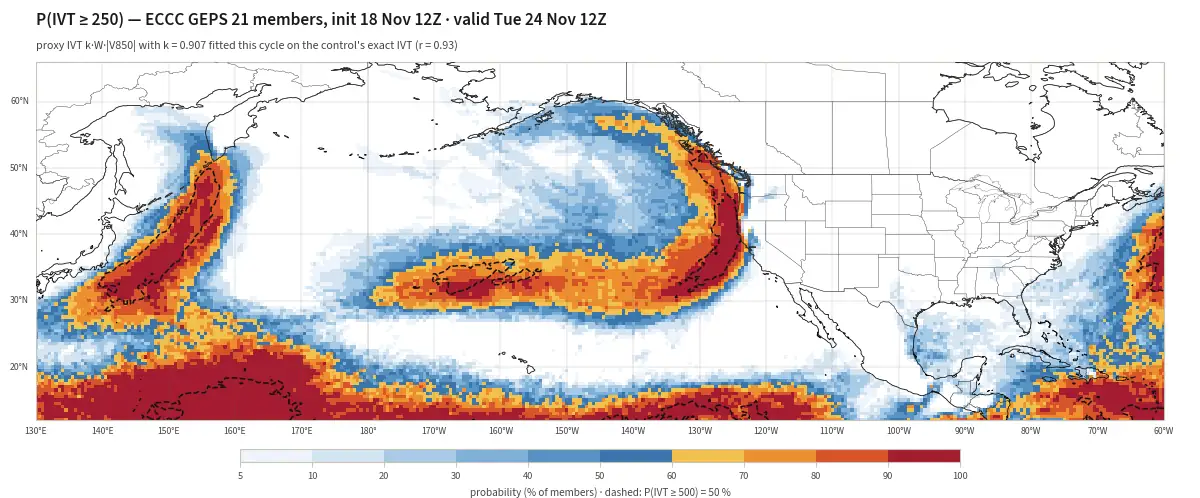 P(IVT ≥ 250) — ECCC GEPS 21 members, init 18 Nov 12Z · valid Tue 24 Nov 12Z
proxy IVT k·W·|V850| with k = 0.907 fitted this cycle on the control's exact IVT (r = 0.93)
60°N
50°N
40°N
30°N
20°N
130°E 140°E 150°E 160°E 170°E 180° 170°W 160°W 150°W 140°W 130°W 120°W 110°W 100°W 90°W 80°W 70°W 60°W
5 10 20 30 40 50 60 70 80 90 100
probability (% of members) · dashed: P(IVT ≥ 500) = 50 %